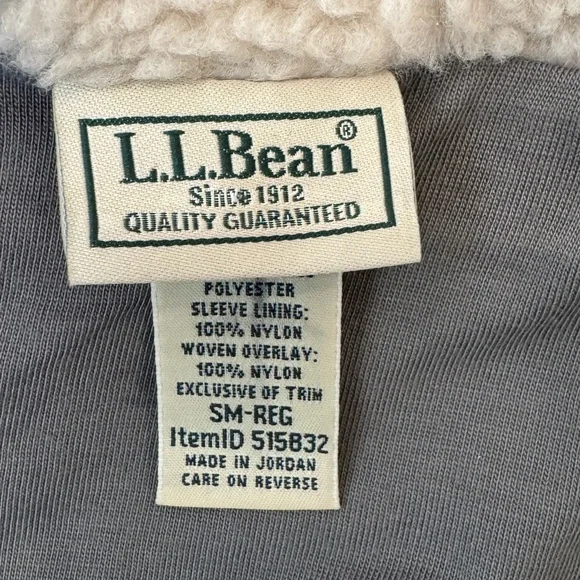 L.L.Bean®
Since 1912
QUALITY GUARANTEED
POLYESTER
SLEEVE LINING:
100% NYLON
WOVEN OVERLAY:
100% NYLON
EXCLUSIVE OF TRIM
SM-REG
ItemID 515832
MADE IN JORDAN
CARE ON REVERSE